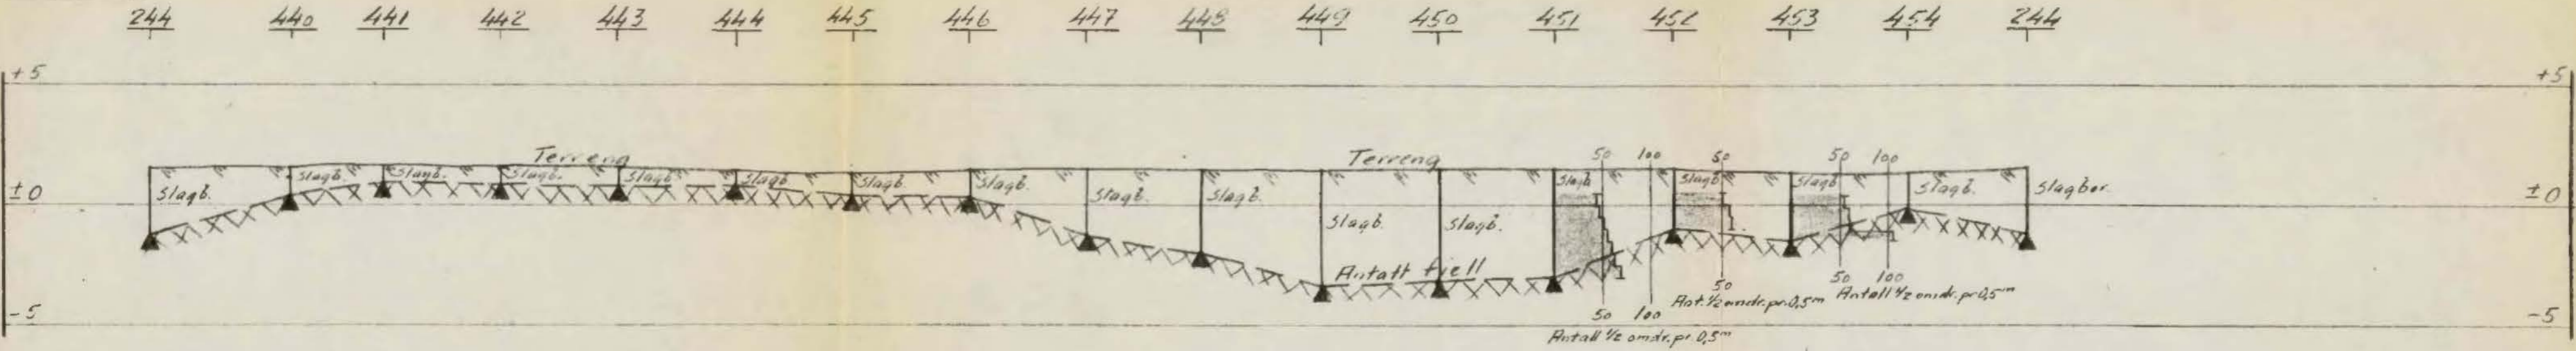 244 440 441 442 443 444 445 446 447 448 449 450 451 452 453 454 244
+5 +5
Terreng Terreng 50 100 50 50 100
Slagb. Slagb. Slagb. Slagb. Slagb Slagb Slagb. Slagb. Slagb. Slagb. Slagb. Slagb. Slagb Slagb Slagb Slagb. Slagbor.
±0 ±0
Antatt fjell
50 50 100
Ant. 1/2 omdr. pr. 0,5m Antall 1/2 omdr. pr 0,5m
-5 50 100 -5
Antall 1/2 omdr. pr. 0,5m